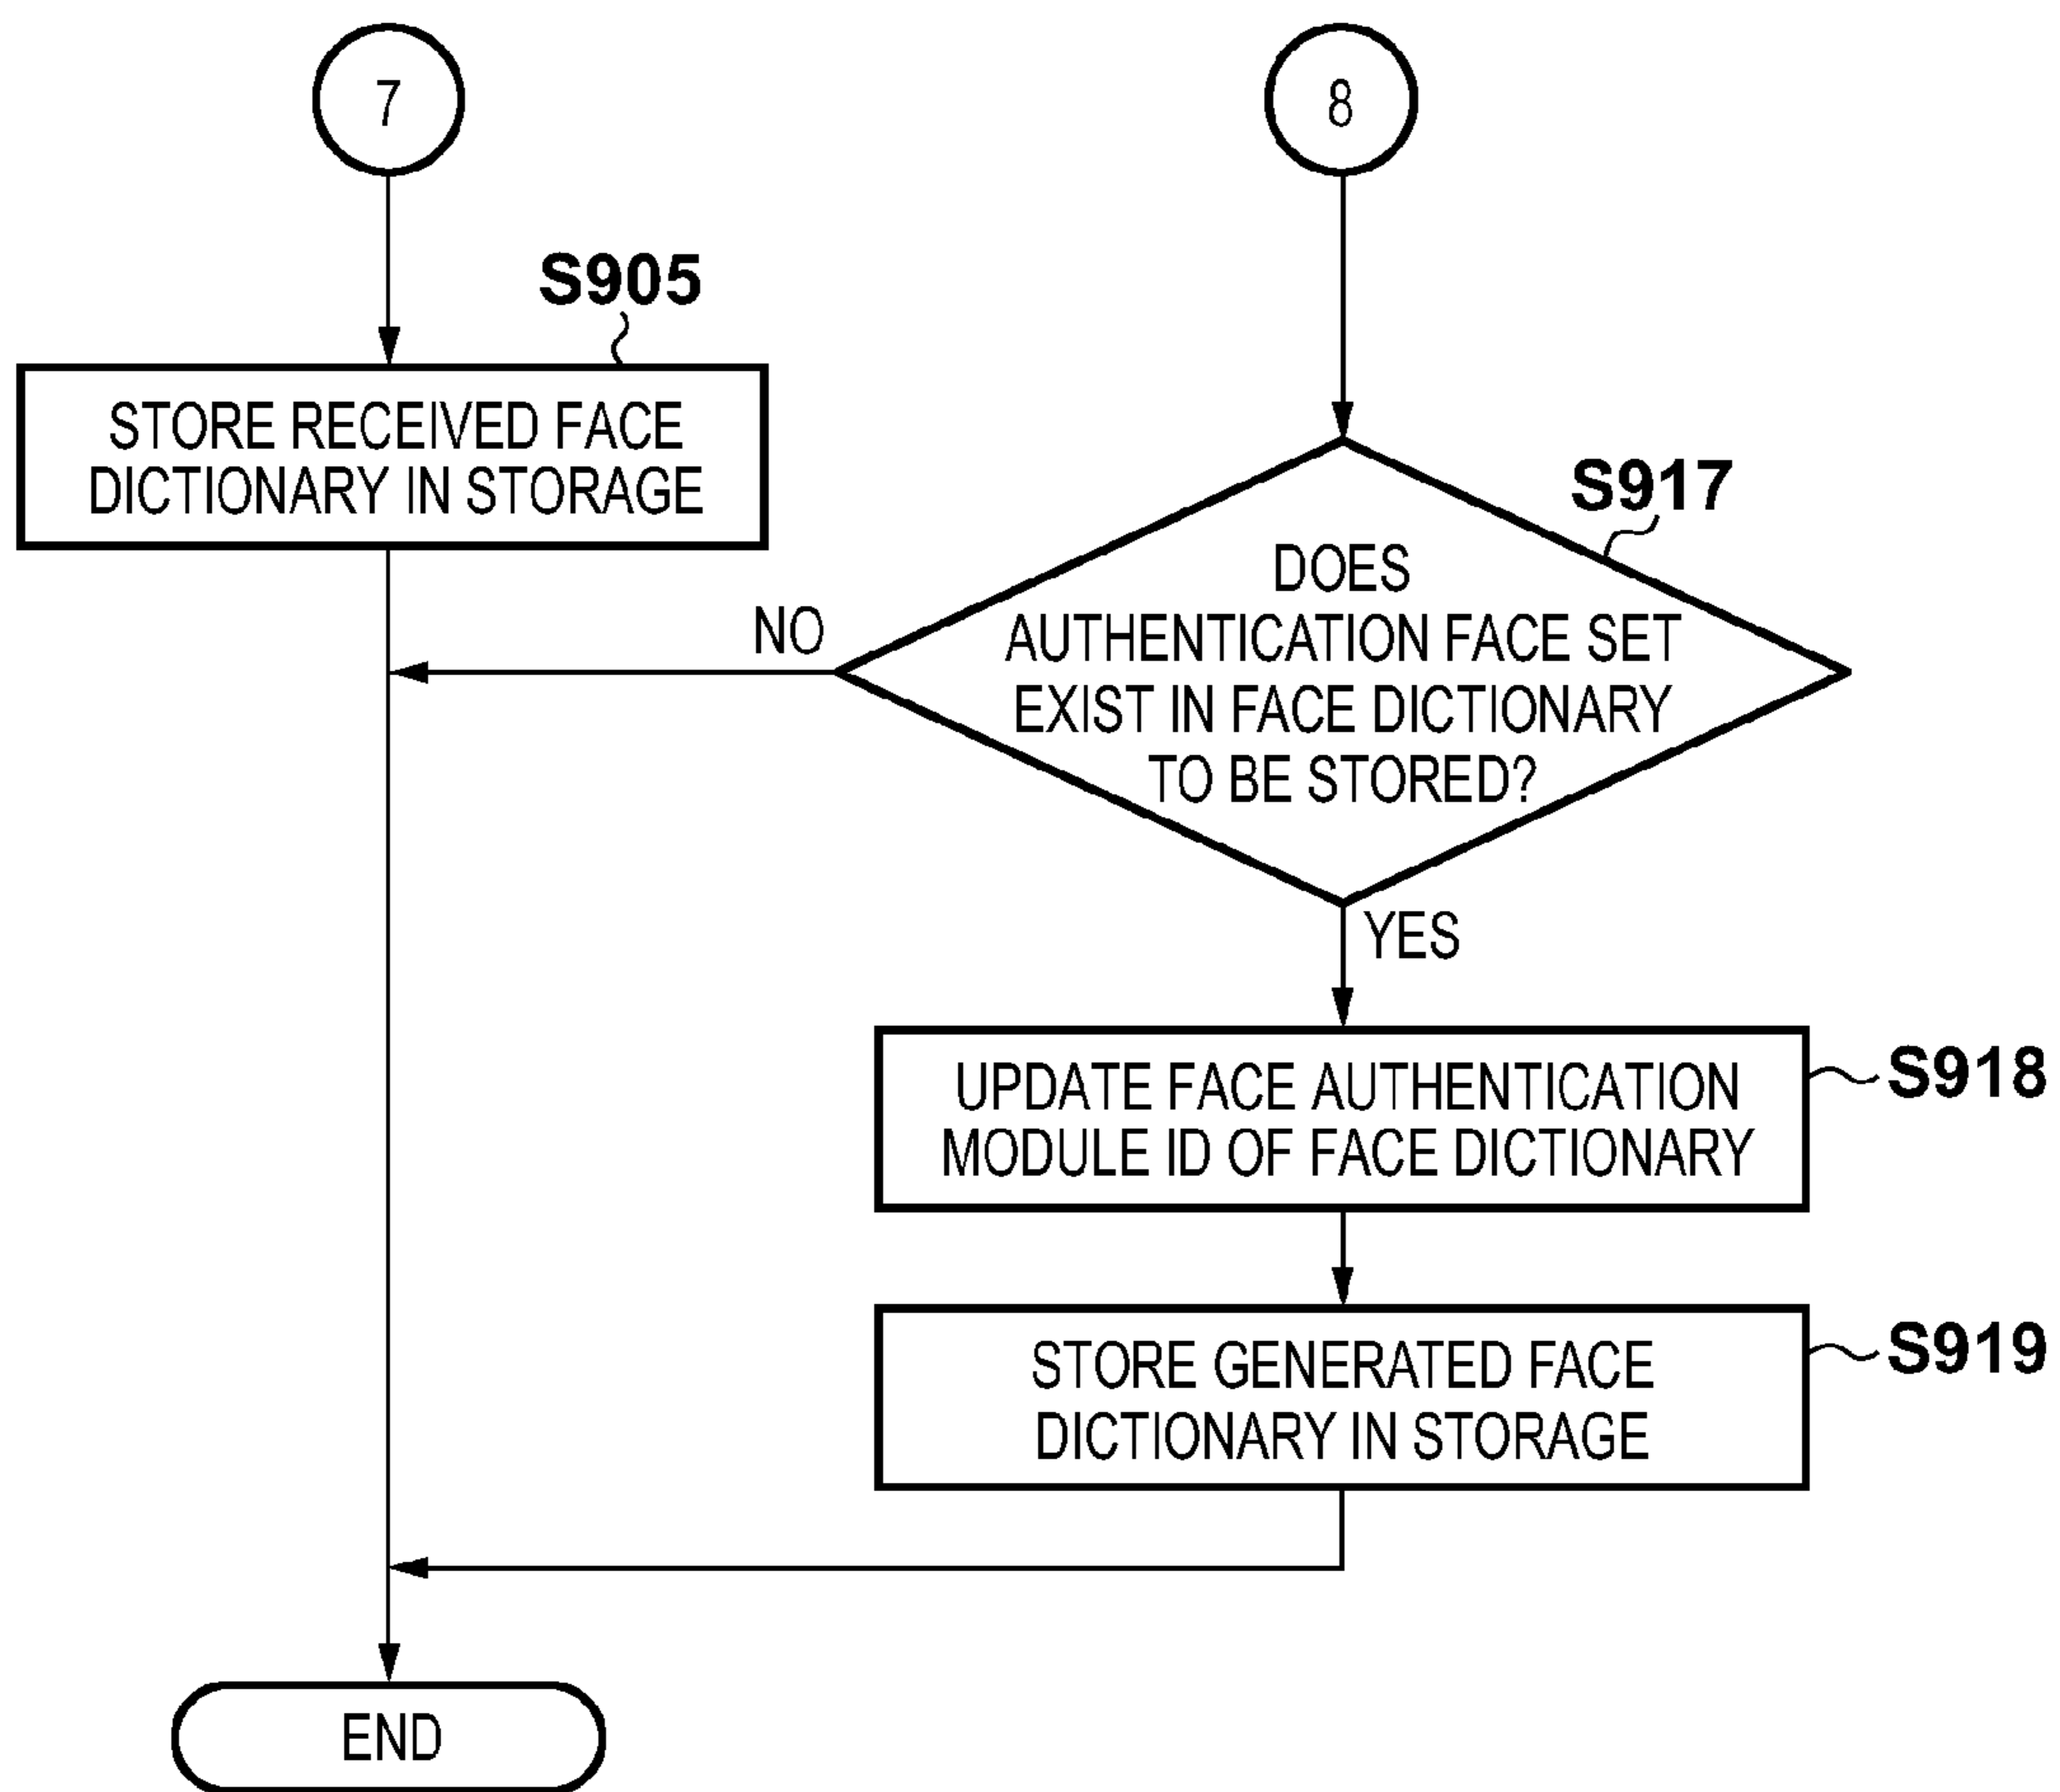 7
8
S905
STORE RECEIVED FACE
DICTIONARY IN STORAGE
S917
DOES
AUTHENTICATION FACE SET
EXIST IN FACE DICTIONARY
TO BE STORED?
NO
YES
UPDATE FACE AUTHENTICATION
MODULE ID OF FACE DICTIONARY
S918
STORE GENERATED FACE
DICTIONARY IN STORAGE
S919
END